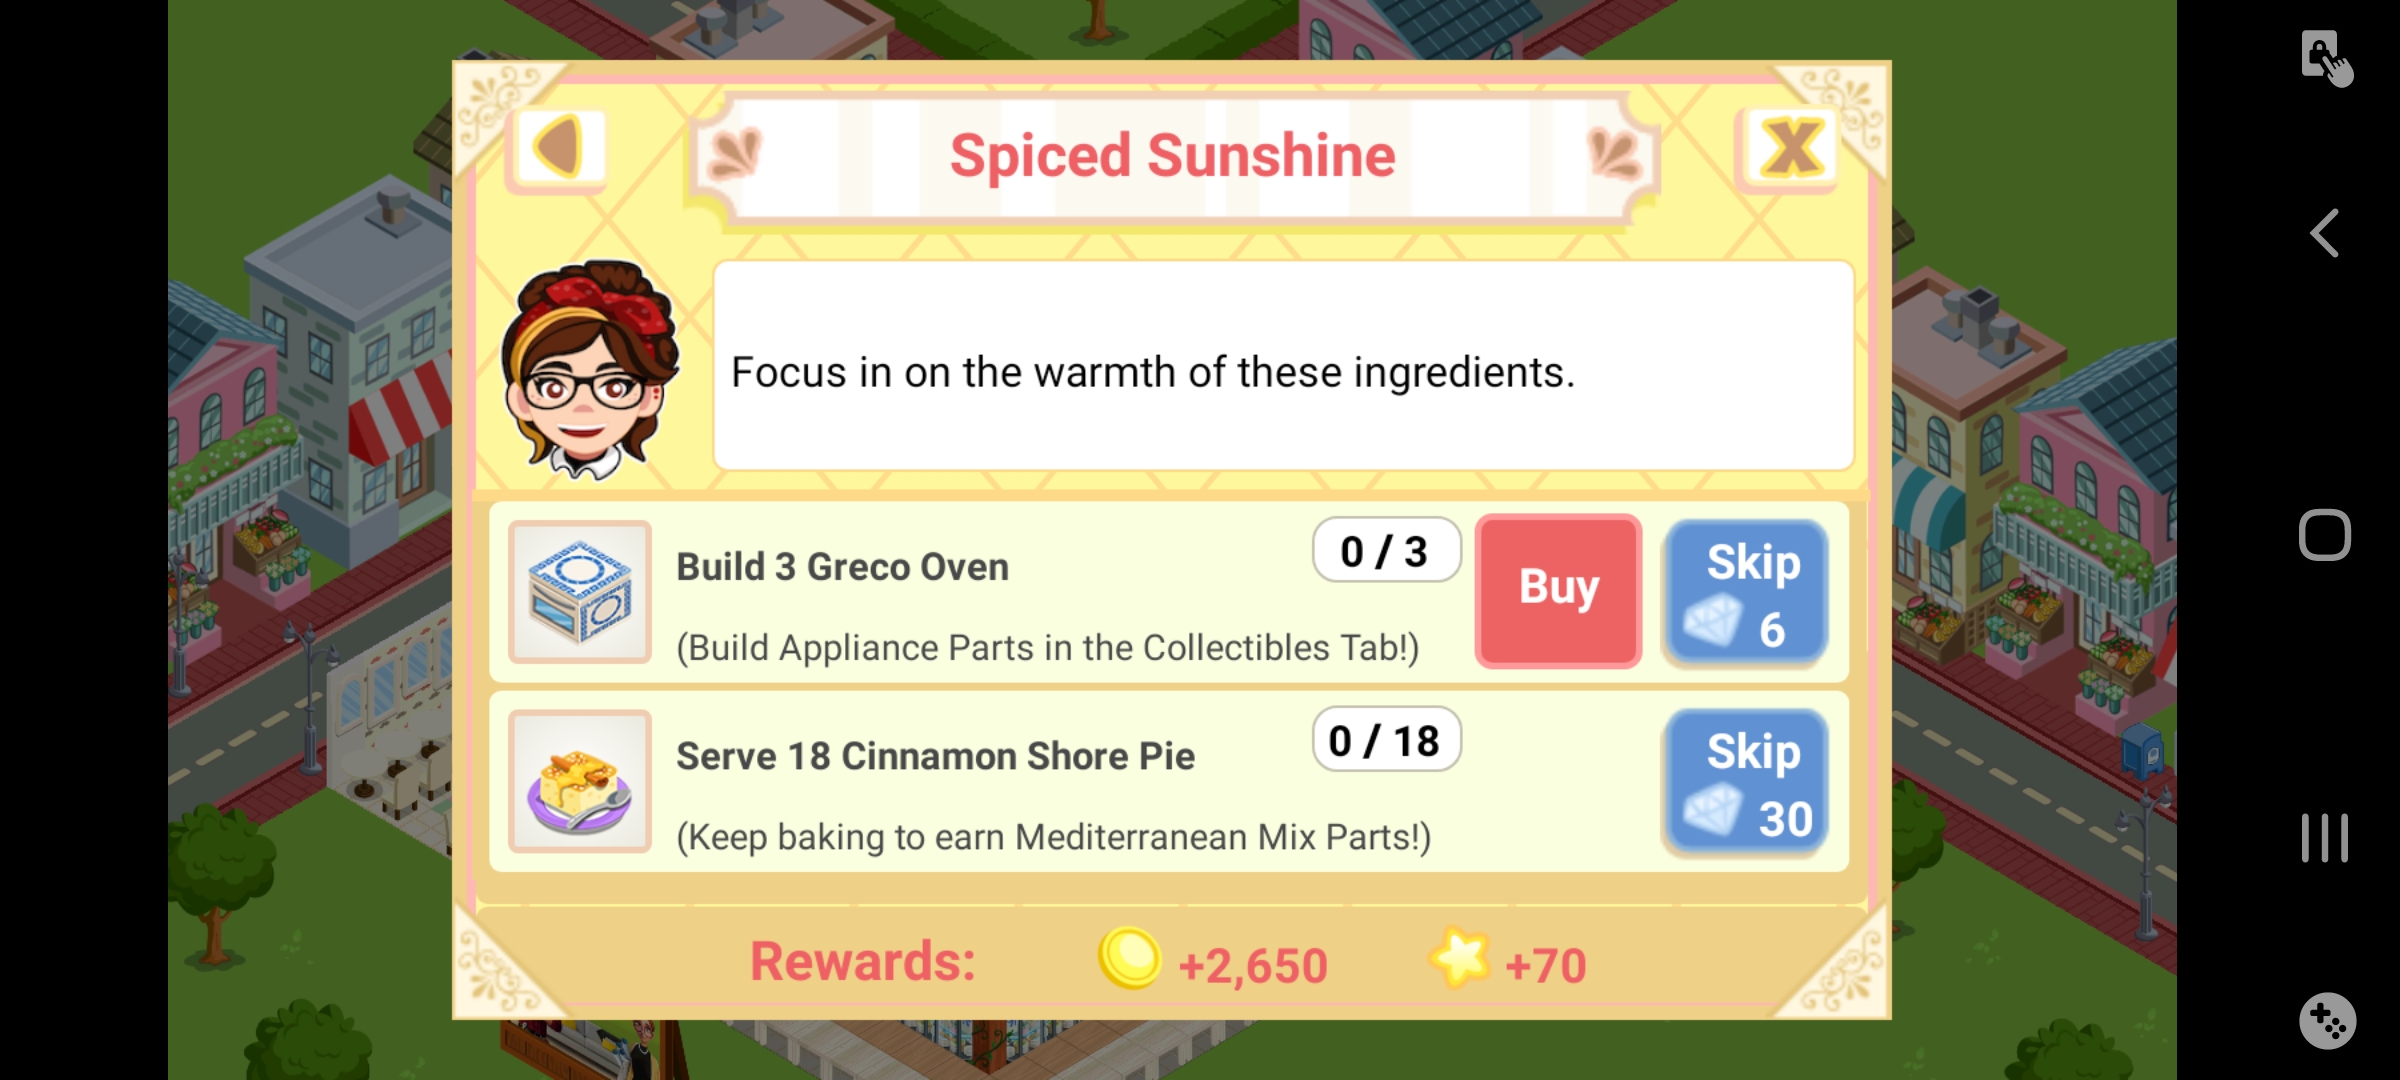 Spiced Sunshine
Focus in on the warmth of these ingredients.
Build 3 Greco Oven
0 / 3
Buy
Skip
6
(Build Appliance Parts in the Collectibles Tab!)
Serve 18 Cinnamon Shore Pie
0 / 18
Skip
30
(Keep baking to earn Mediterranean Mix Parts!)
Rewards: +2,650 +70